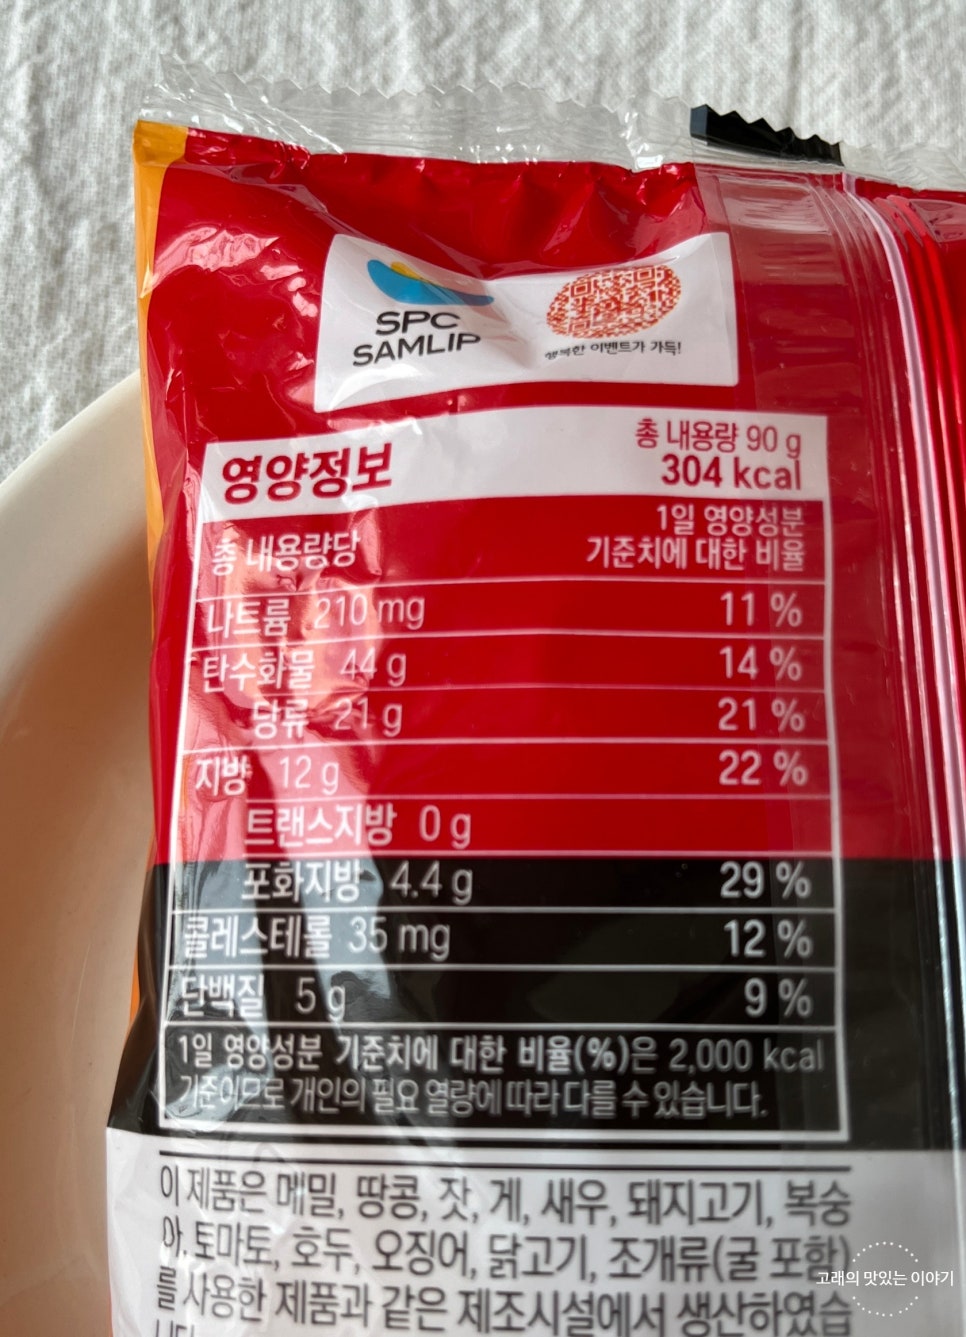 SPC
SAMLIP
행복한 이벤트가 가득!
영양정보
총 내용량 90 g
304 kcal
총 내용량당
1일 영양성분
기준치에 대한 비율
나트륨 210 mg 11 %
탄수화물 44 g 14 %
당류 21 g 21 %
지방 12 g 22 %
트랜스지방 0 g
포화지방 4.4 g 29 %
콜레스테롤 35 mg 12 %
단백질 5 g 9 %
1일 영양성분 기준치에 대한 비율(%)은 2,000 kcal
기준이므로 개인의 필요 열량에 따라 다를 수 있습니다.
이 제품은 메밀, 땅콩, 잣, 게, 새우, 돼지고기, 복숭
아, 토마토, 호두, 오징어, 닭고기, 조개류(굴 포함)
를 사용한 제품과 같은 제조시설에서 생산하였습
고래의 맛있는 이야기